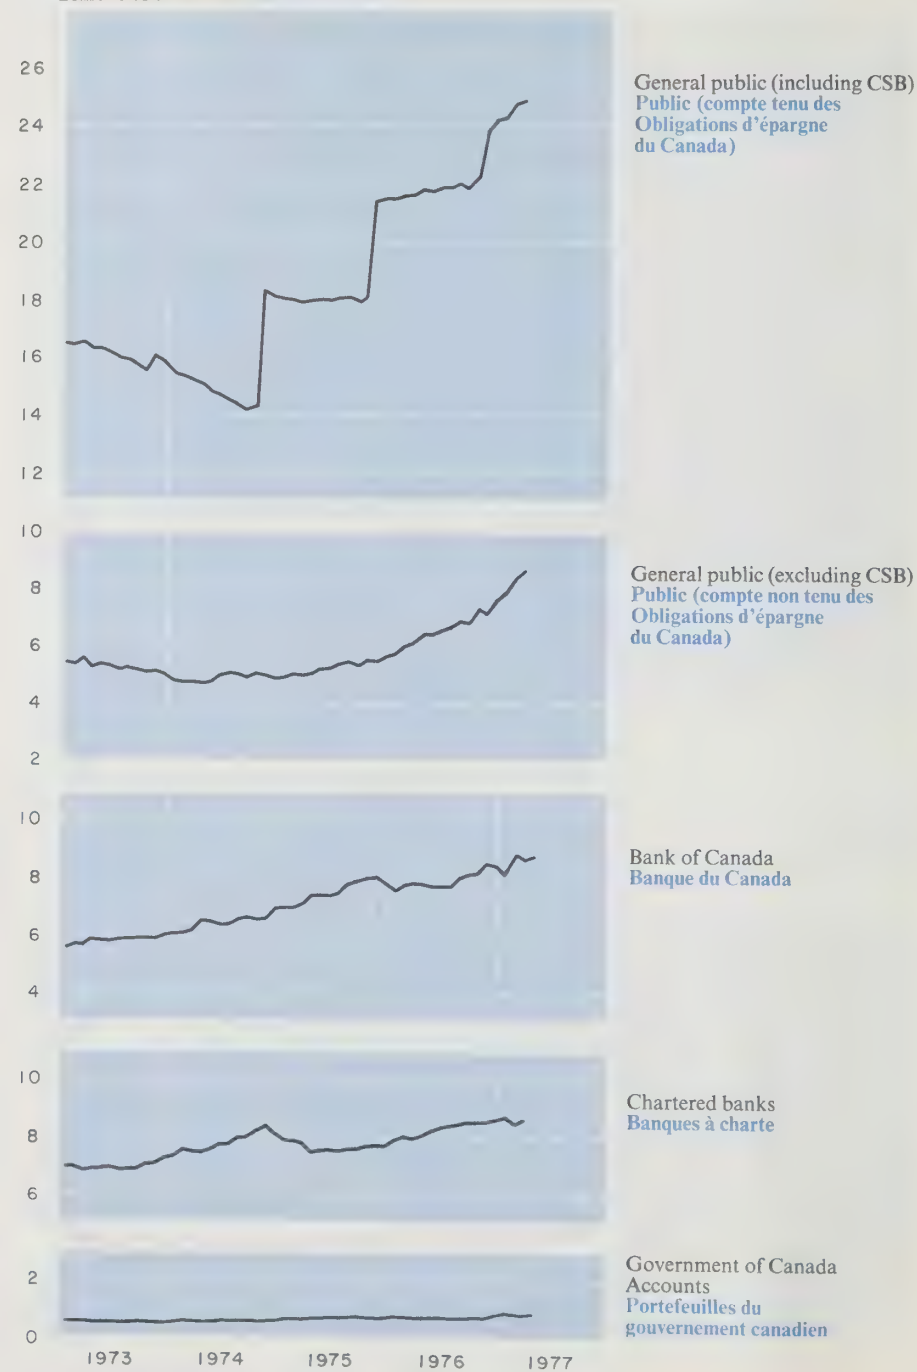 26
24
22
20
18
16
14
12
General public (including CSB)
Public (compte tenu des
Obligations d'épargne
du Canada)
10
8
6
4
2
General public (excluding CSB)
Public (compte non tenu des
Obligations d'épargne
du Canada)
10
8
6
4
Bank of Canada
Banque du Canada
10
8
6
Chartered banks
Banques à charte
2
0
Government of Canada
Accounts
Portefeuilles du
gouvernement canadien
1973 1974 1975 1976 1977